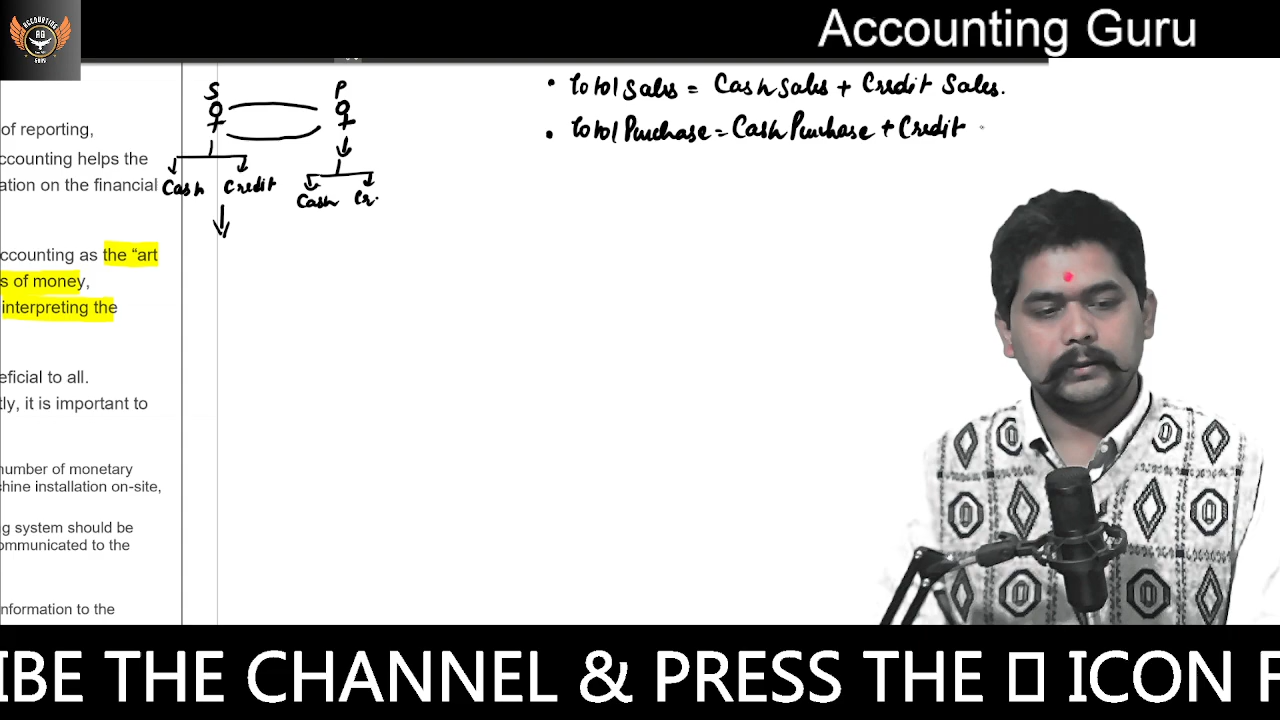 ACCOUNTING
AG
Accounting Guru
of reporting,
ccounting helps the
ation on the financial
ccounting as the “art
s of money,
interpreting the
eficial to all.
tly, it is important to
number of monetary
chine installation on-site,
g system should be
ommunicated to the
nformation to the
S P
Cash Credit
Cash Cr.
• Total Sales = Cash Sales + Credit Sales.
• Total Purchase = Cash Purchase + Credit
IBE THE CHANNEL & PRESS THE ▯ ICON F